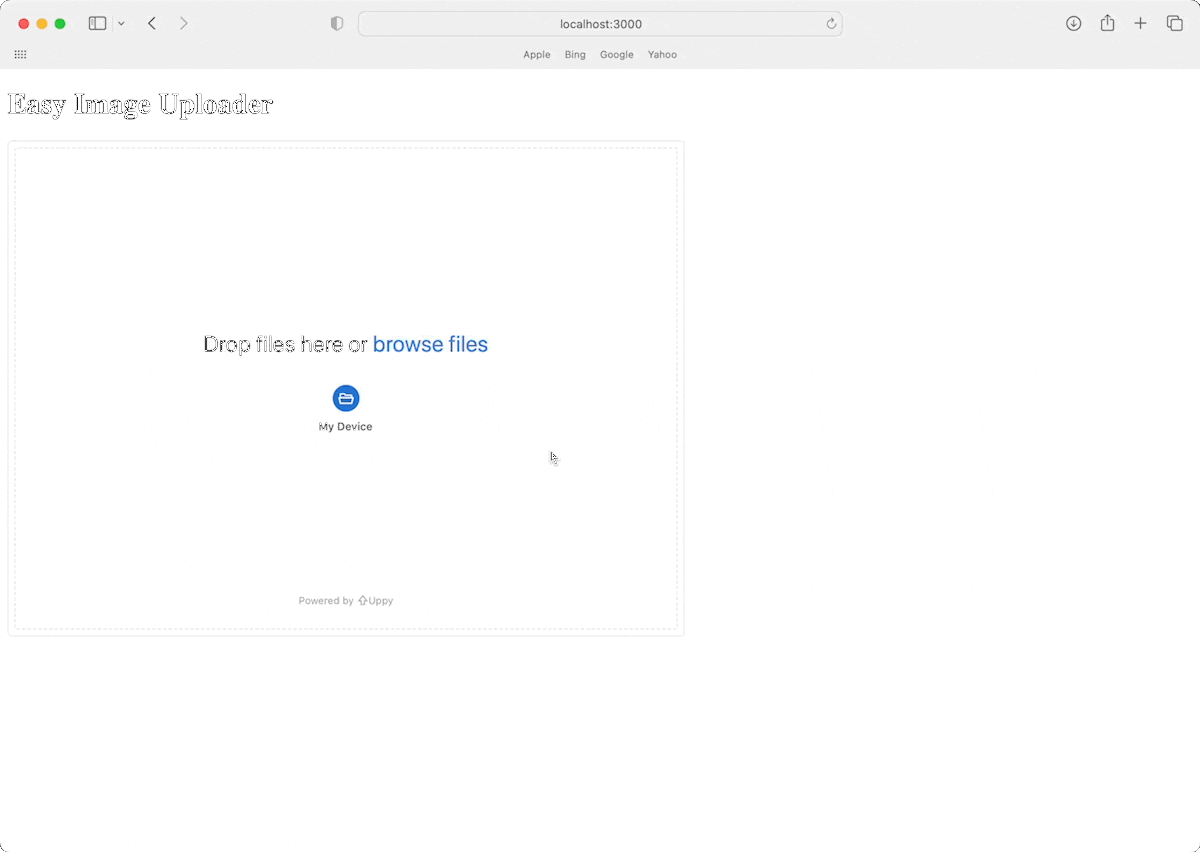 localhost:3000
Apple Bing Google Yahoo
Easy Image Uploader
Drop files here or browse files
My Device
Powered by Uppy